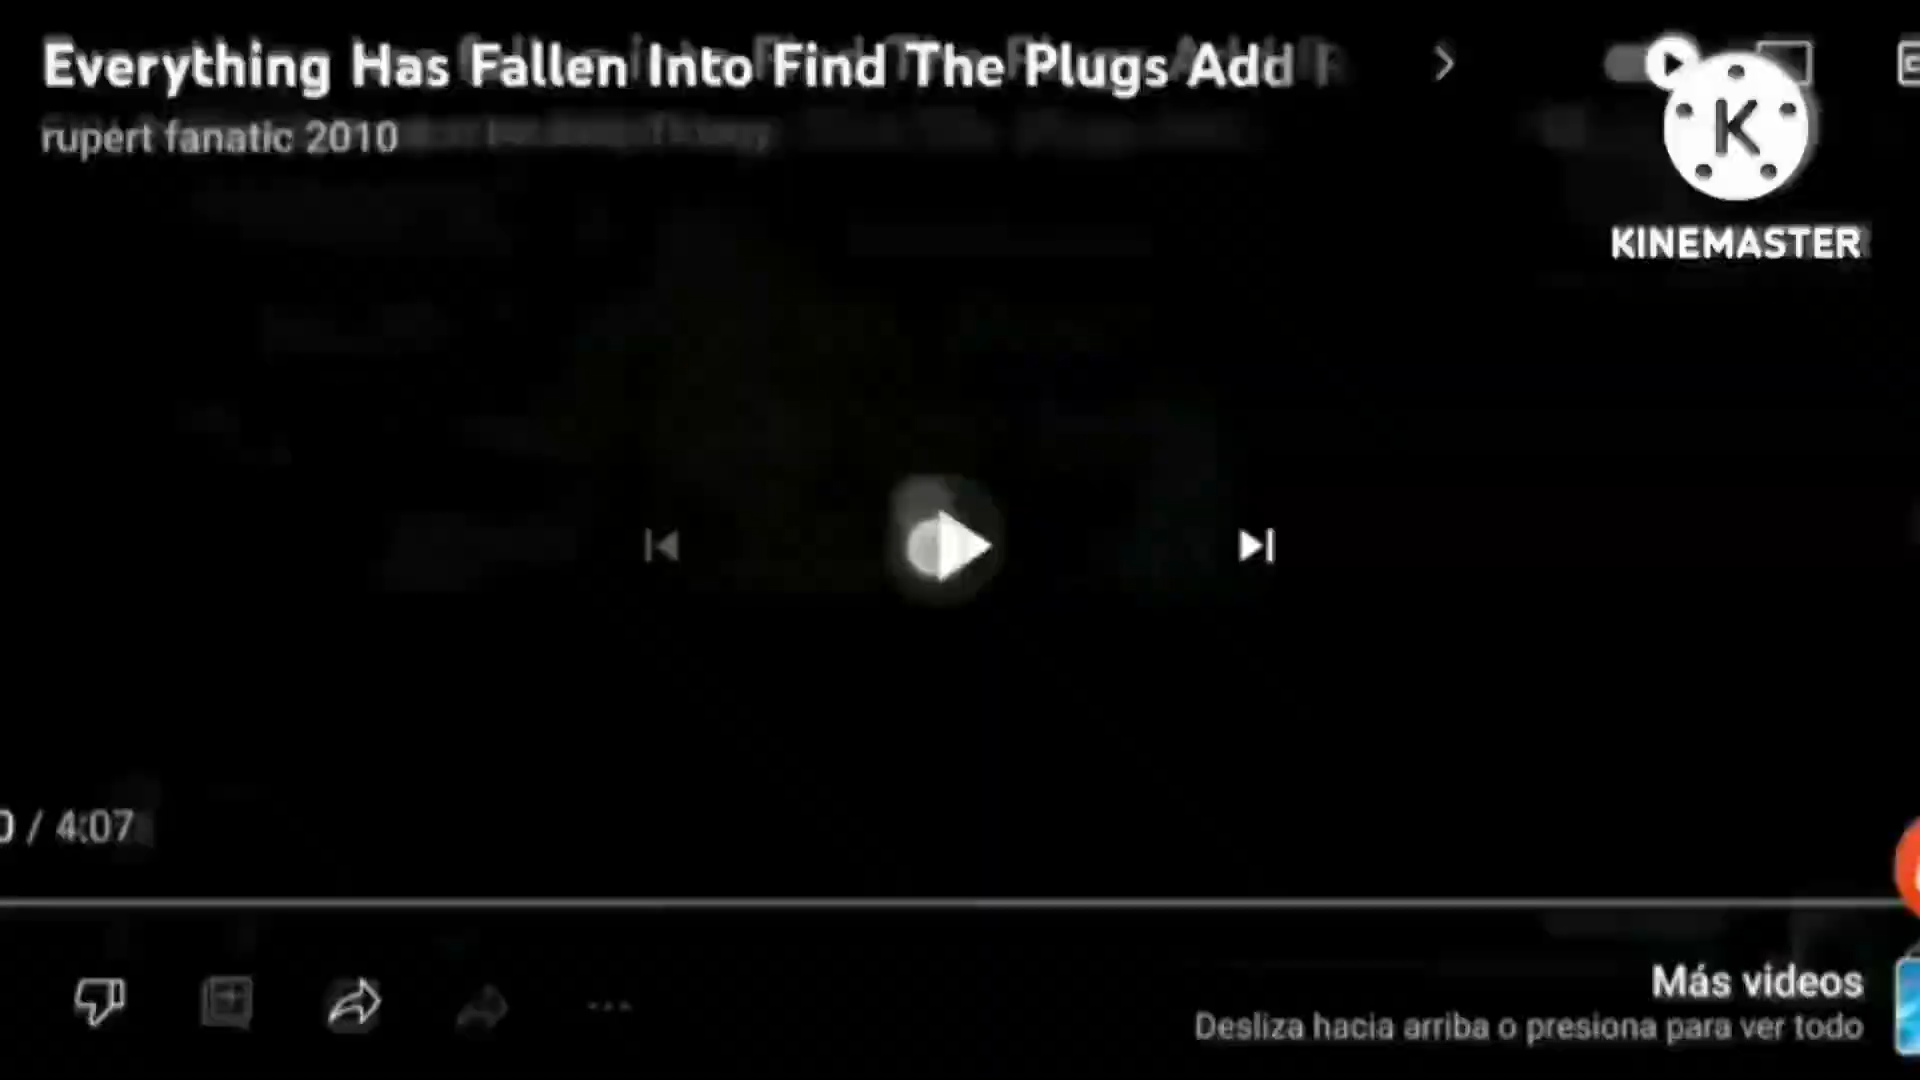 Everything Has Fallen Into Find The Plugs Add
rupert fanatic 2010
K
KINEMASTER
/ 4:07
Más videos
Desliza hacia arriba o presiona para ver todo